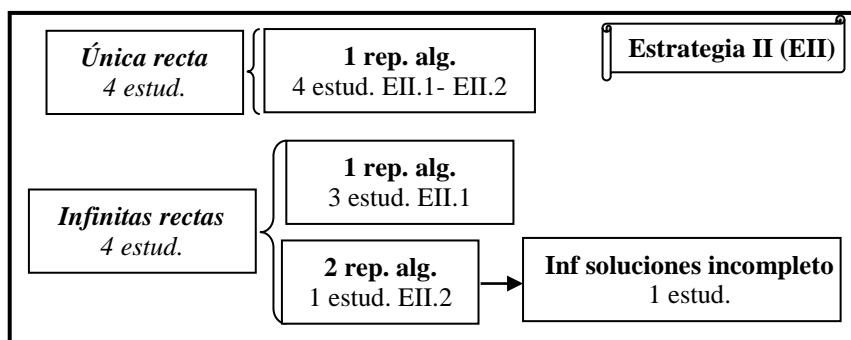 Estrategia II (EII)
Única recta
4 estud.
1 rep. alg.
4 estud. EII.1- EII.2
Infinitas rectas
4 estud.
1 rep. alg.
3 estud. EII.1
2 rep. alg.
1 estud. EII.2
Inf soluciones incompleto
1 estud.